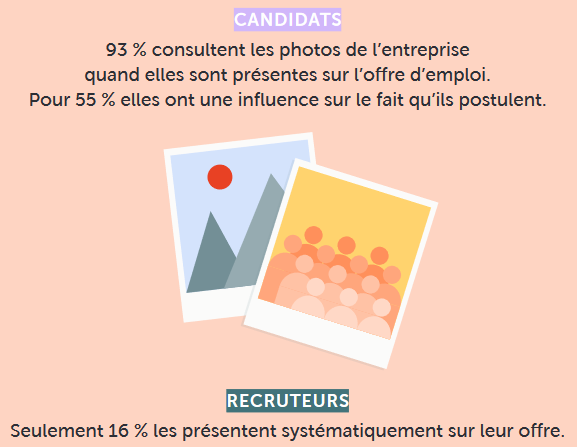 CANDIDATS
93 % consultent les photos de l'entreprise
quand elles sont présentes sur l'offre d'emploi.
Pour 55 % elles ont une influence sur le fait qu'ils postulent.
RECRUTEURS
Seulement 16 % les présentent systématiquement sur leur offre.